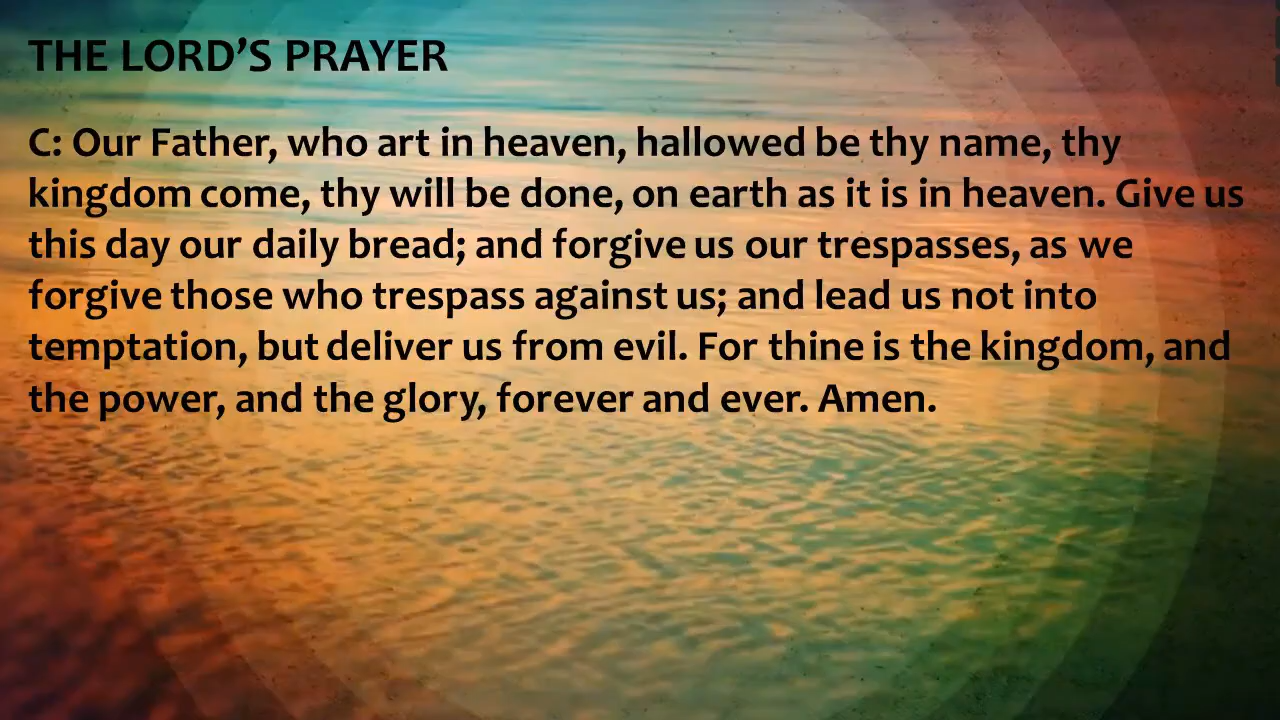 THE LORD’S PRAYER
C: Our Father, who art in heaven, hallowed be thy name, thy
kingdom come, thy will be done, on earth as it is in heaven. Give us
this day our daily bread; and forgive us our trespasses, as we
forgive those who trespass against us; and lead us not into
temptation, but deliver us from evil. For thine is the kingdom, and
the power, and the glory, forever and ever. Amen.